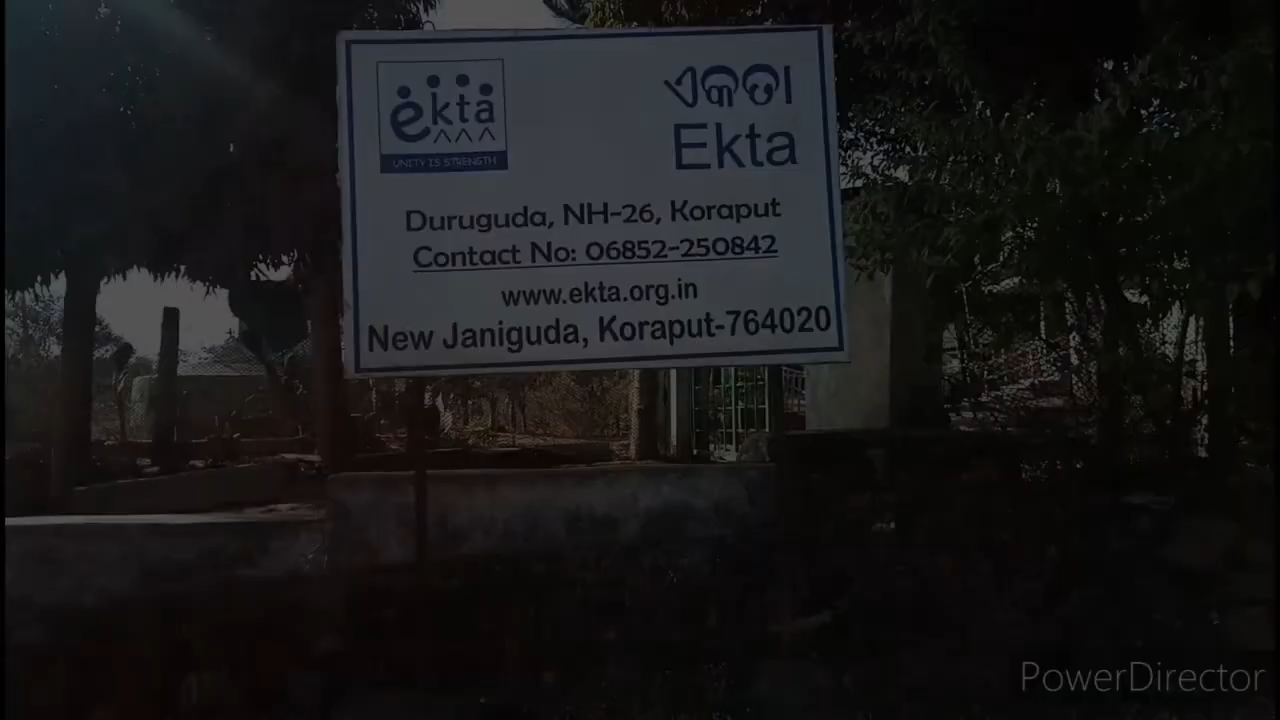 ekta
UNITY IS STRENGTH
ଏକତା
Ekta
Duruguda, NH-26, Koraput
Contact No: 06852-250842
www.ekta.org.in
New Janiguda, Koraput-764020
PowerDirector